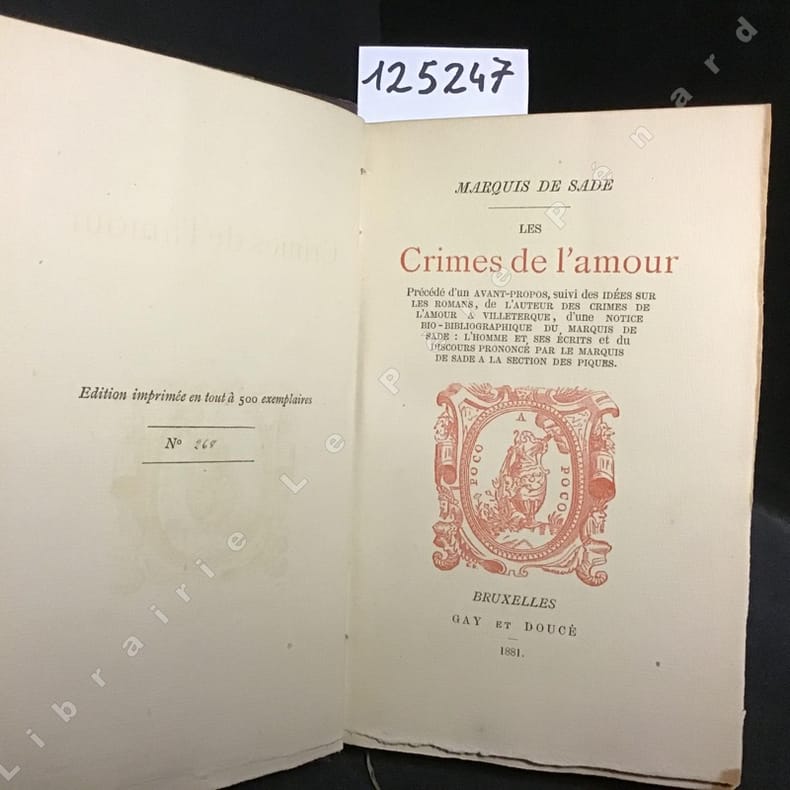 125247
Edition imprimée en tout à 500 exemplaires
Nº 268
MARQUIS DE SADE
LES
Crimes de l'amour
Précédé d'un AVANT-PROPOS, suivi des IDÉES SUR
LES ROMANS, de L'AUTEUR DES CRIMES DE
L'AMOUR A VILLETERQUE, d'une NOTICE
BIO-BIBLIOGRAPHIQUE DU MARQUIS DE
SADE : L'HOMME ET SES ÉCRITS et du
DISCOURS PRONONCÉ PAR LE MARQUIS
DE SADE A LA SECTION DES PIQUES.
POCO A POCO
BRUXELLES
GAY ET DOUCÉ
1881.
Librairie Le Pénard